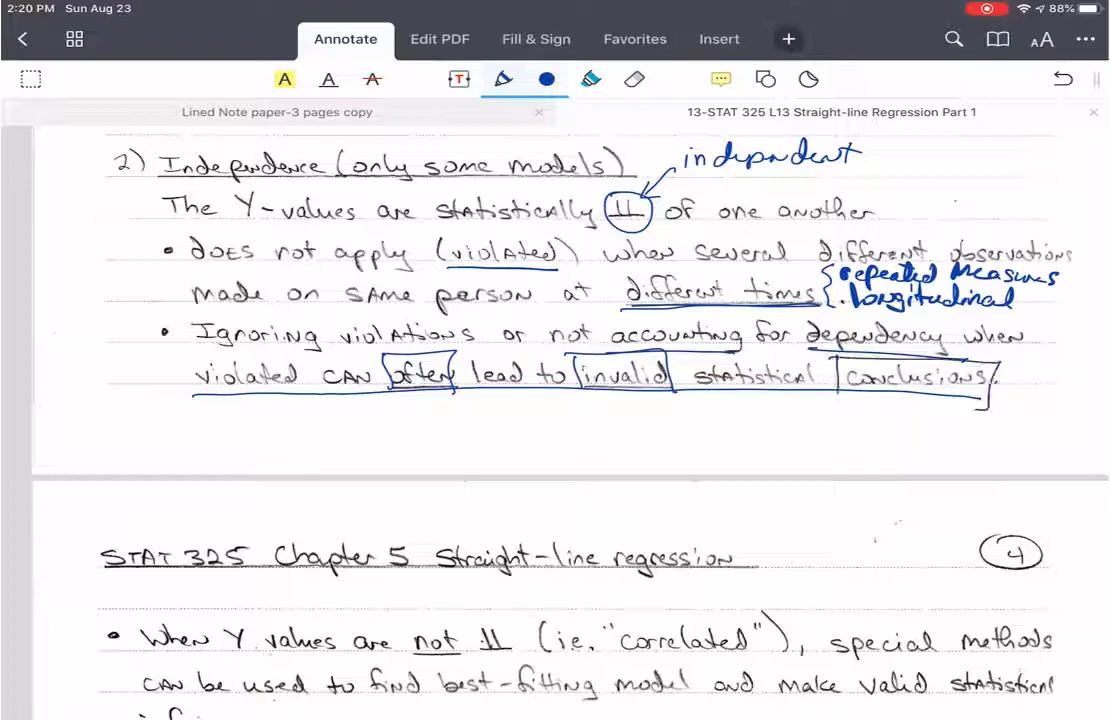 2:20 PM Sun Aug 23
88%
Annotate Edit PDF Fill & Sign Favorites Insert +
Lined Note paper-3 pages copy × 13-STAT 325 L13 Straight-line Regression Part 1 ×
2) Independence (only some models) independent
The Y-values are statistically ⫫ of one another
• does not apply (violated) when several different observations
made on same person at different times { repeated measures
. longitudinal
• Ignoring violations or not accounting for dependency when
violated can often lead to invalid statistical conclusions.
STAT 325 Chapter 5 Straight-line regression 4
• When Y values are not ⫫ (i.e. "correlated"), special methods
can be used to find best-fitting model and make valid statistical